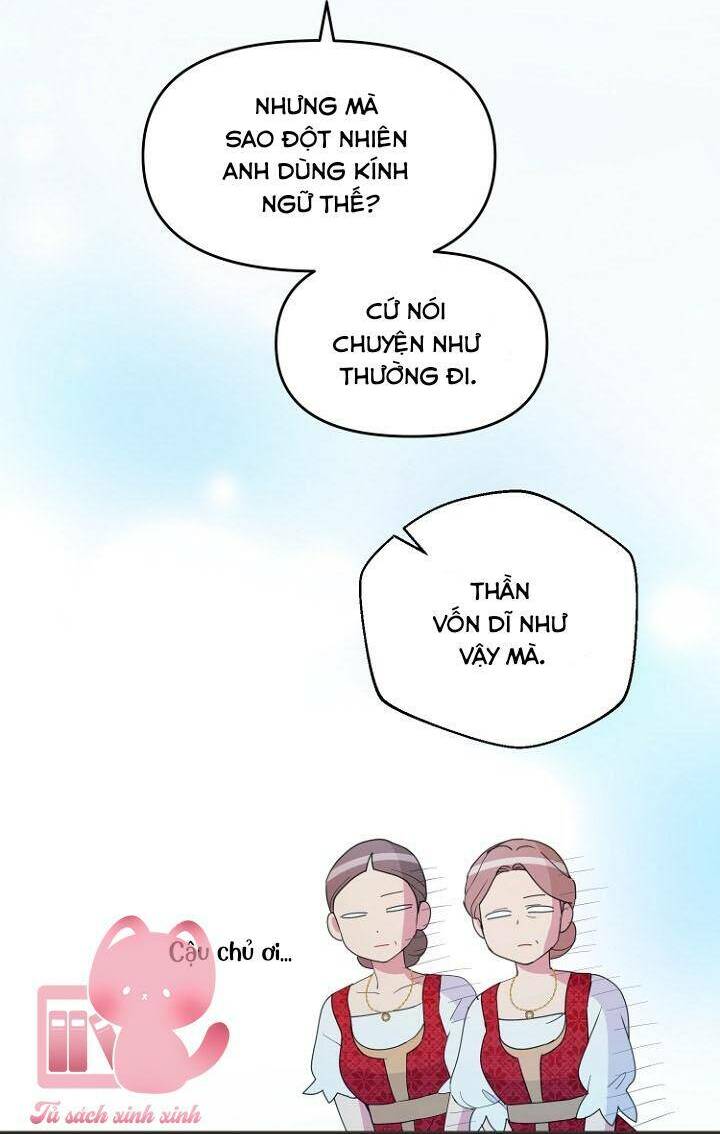 NHƯNG MÀ
SAO ĐỘT NHIÊN
ANH DÙNG KÍNH
NGỮ THẾ?
CỨ NÓI
CHUYỆN NHƯ
THƯỜNG ĐI.
THẦN
VỐN DĨ NHƯ
VẬY MÀ.
Cậu chủ ơi...
Tủ sách xinh xinh